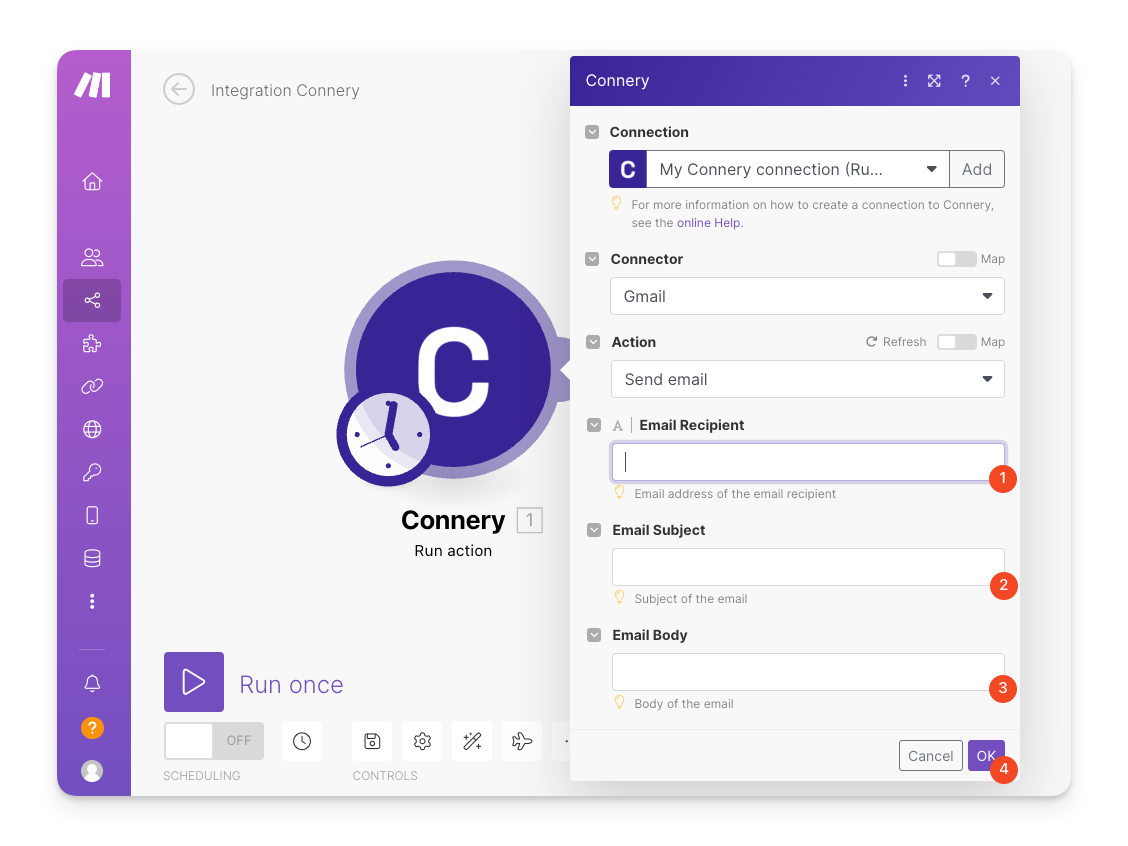 Integration Connery
C
Connery 1
Run action
Run once
OFF
SCHEDULING
CONTROLS
?
Connery
?
Connection
C My Connery connection (Ru... Add
For more information on how to create a connection to Connery,
see the online Help.
Connector Map
Gmail
Action Refresh Map
Send email
A Email Recipient
1
Email address of the email recipient
Email Subject
2
Subject of the email
Email Body
3
Body of the email
Cancel OK
4